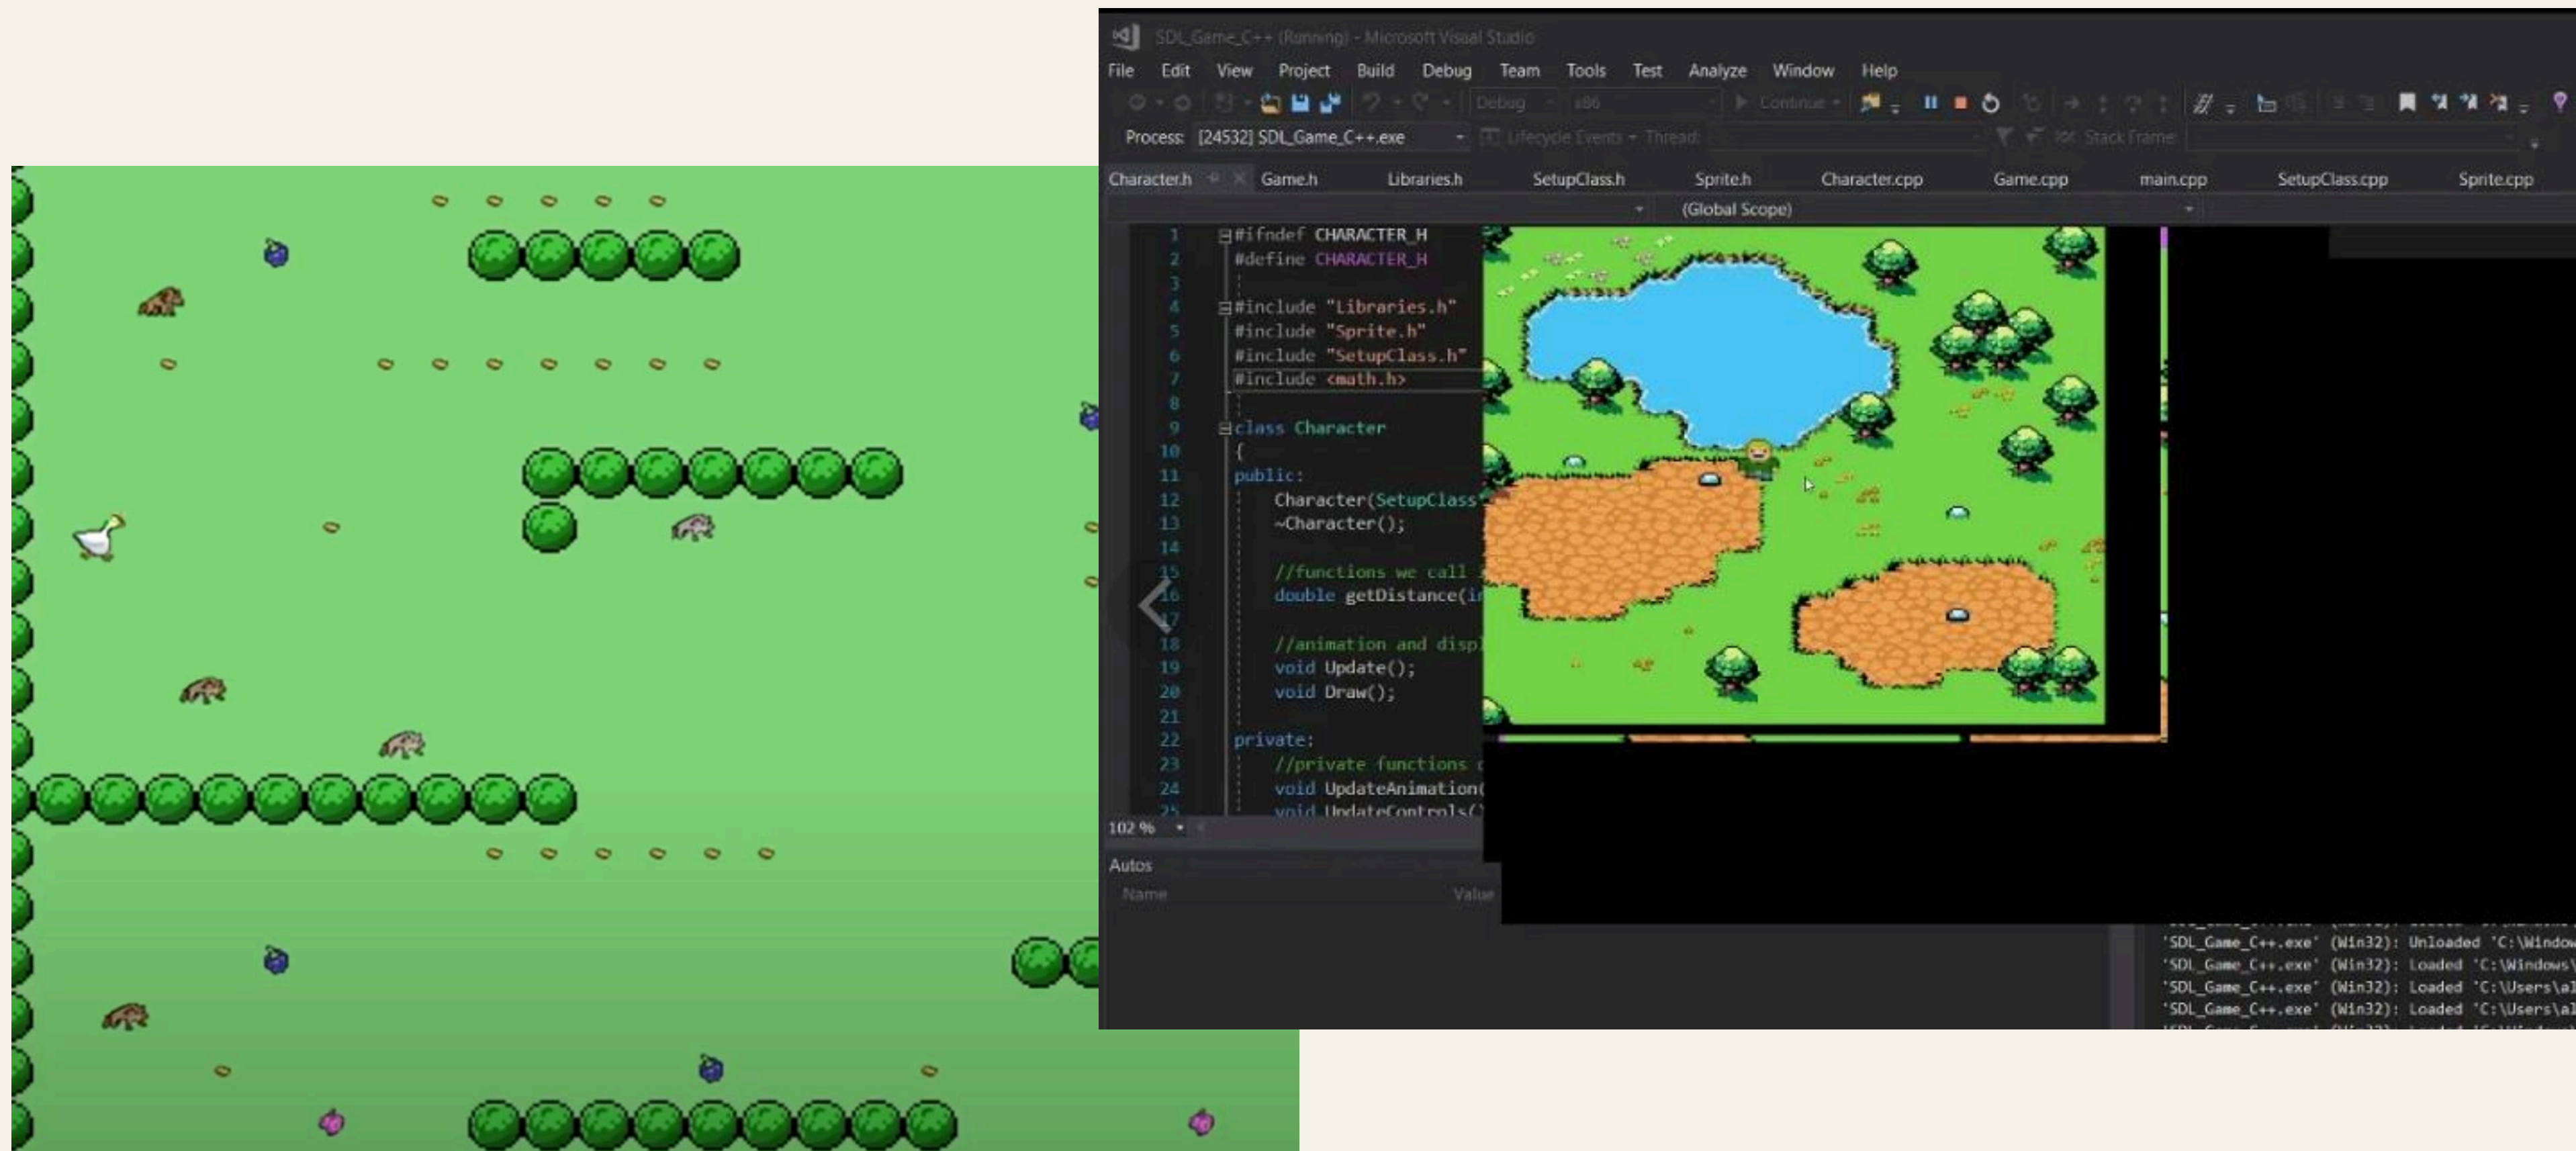 SDL_Game_C++ (Running) - Microsoft Visual Studio
File Edit View Project Build Debug Team Tools Test Analyze Window Help
Debug x86 Continue
Process: [24532] SDL_Game_C++.exe Lifecycle Events Thread: Stack Frame:
Character.h Game.h Libraries.h SetupClass.h Sprite.h Character.cpp Game.cpp main.cpp SetupClass.cpp Sprite.cpp
(Global Scope)
1 #ifndef CHARACTER_H
2 #define CHARACTER_H
3
4 #include "Libraries.h"
5 #include "Sprite.h"
6 #include "SetupClass.h"
7 #include <math.h>
8
9 class Character
10 {
11 public:
12 Character(SetupClass
13 ~Character();
14
15 //functions we call
16 double getDistance(in
17
18 //animation and disp
19 void Update();
20 void Draw();
21
22 private:
23 //private functions
24 void UpdateAnimation(
25 void UpdateControls()
102 %
Autos
Name Value
'SDL_Game_C++.exe' (Win32): Unloaded 'C:\Window
'SDL_Game_C++.exe' (Win32): Loaded 'C:\Windows\
'SDL_Game_C++.exe' (Win32): Loaded 'C:\Users\al
'SDL_Game_C++.exe' (Win32): Loaded 'C:\Users\al